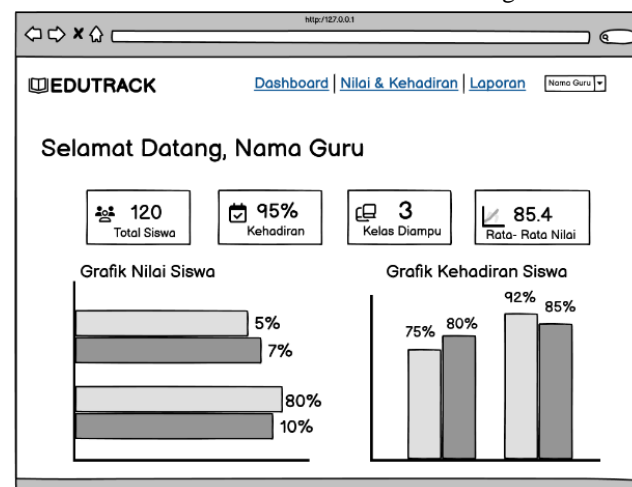 http:/127.0.0.1
EDUTRACK
Dashboard | Nilai & Kehadiran | Laporan
Nama Guru
Selamat Datang, Nama Guru
120
Total Siswa
95%
Kehadiran
3
Kelas Diampu
85.4
Rata- Rata Nilai
Grafik Nilai Siswa
5%
7%
80%
10%
Grafik Kehadiran Siswa
75%
80%
92%
85%